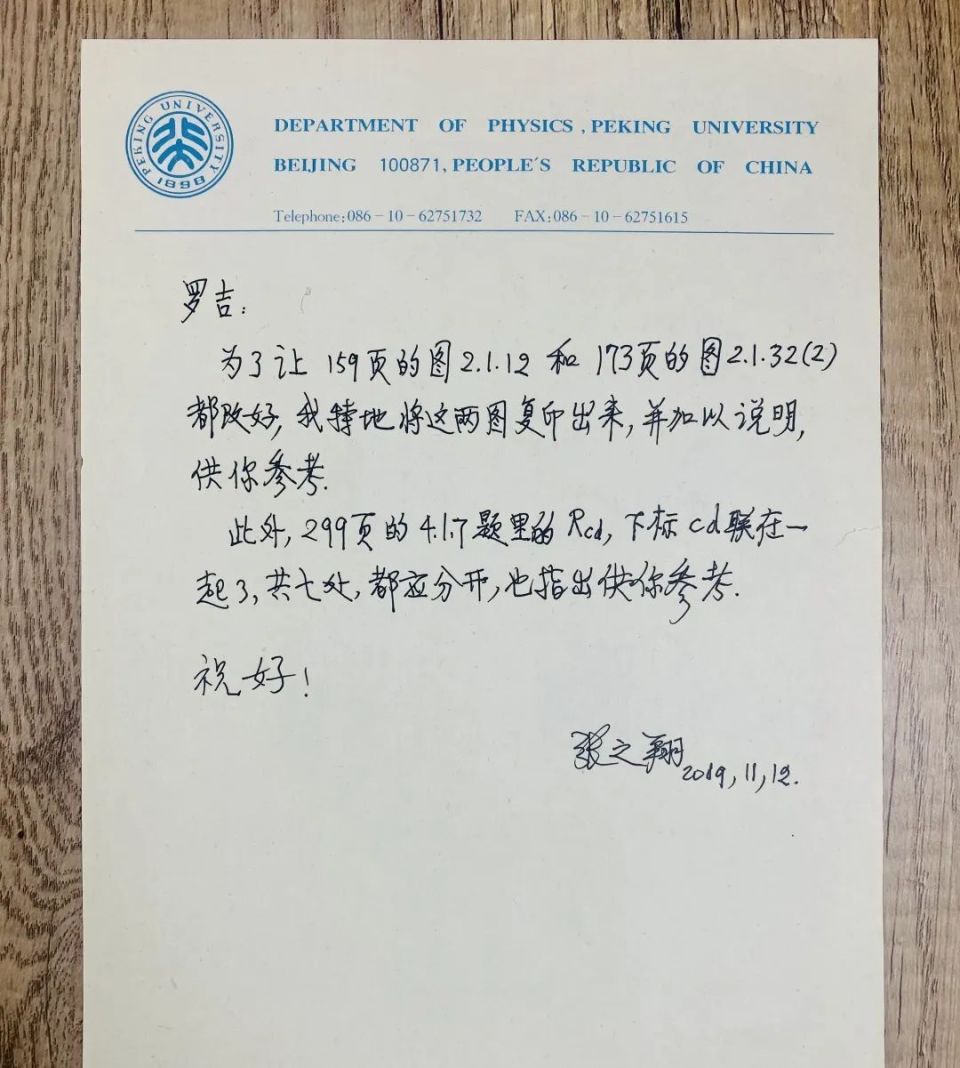 PEKING UNIVERSITY 1898
DEPARTMENT OF PHYSICS, PEKING UNIVERSITY
BEIJING 100871, PEOPLE'S REPUBLIC OF CHINA
Telephone:086-10-62751732 FAX:086-10-62751615
罗吉:
为了让159页的图2.1.12和173页的图2.1.32(2)
都改好,我特地将这两图复印出来,并加以说明,
供你参考.
此外,299页的4.1.7题里的Rcd,下标cd联在一
起了,共七处,都应分开,也指出供你参考.
祝好!
张之翔 2019,11,12.